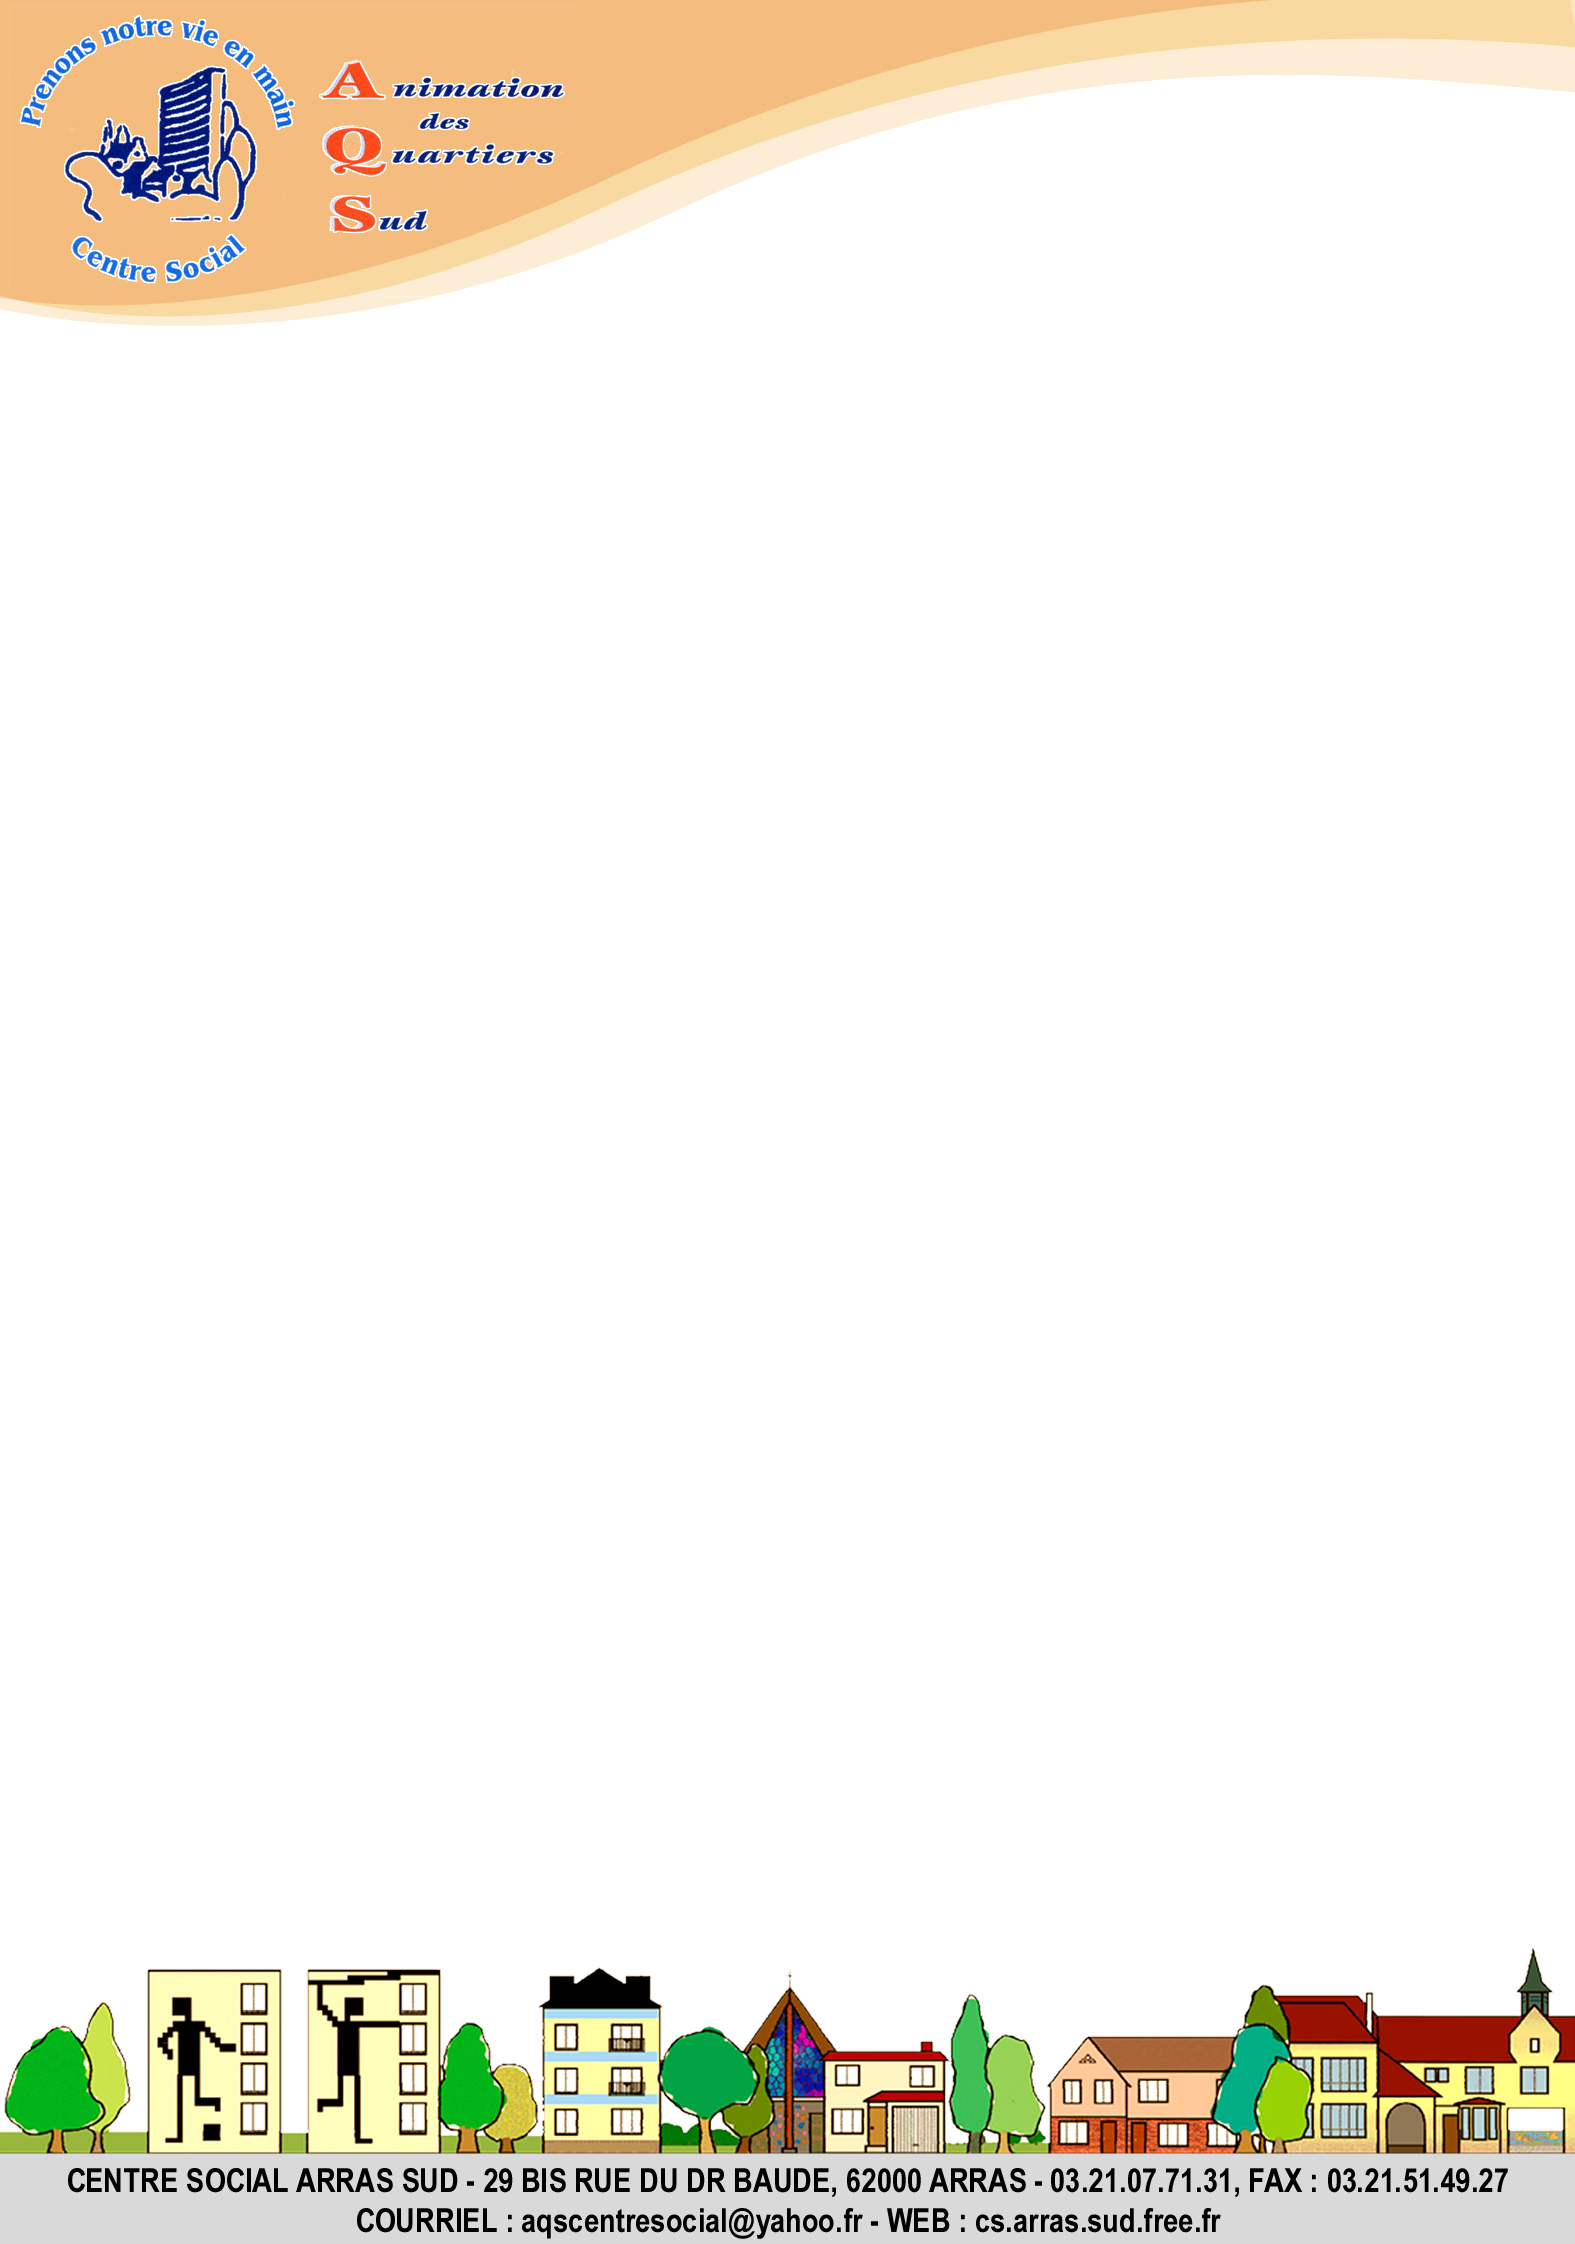 Prenons notre vie en main
Centre Social
Animation
des
Quartiers
Sud
CENTRE SOCIAL ARRAS SUD - 29 BIS RUE DU DR BAUDE, 62000 ARRAS - 03.21.07.71.31, FAX : 03.21.51.49.27
COURRIEL : aqscentresocial@yahoo.fr - WEB : cs.arras.sud.free.fr